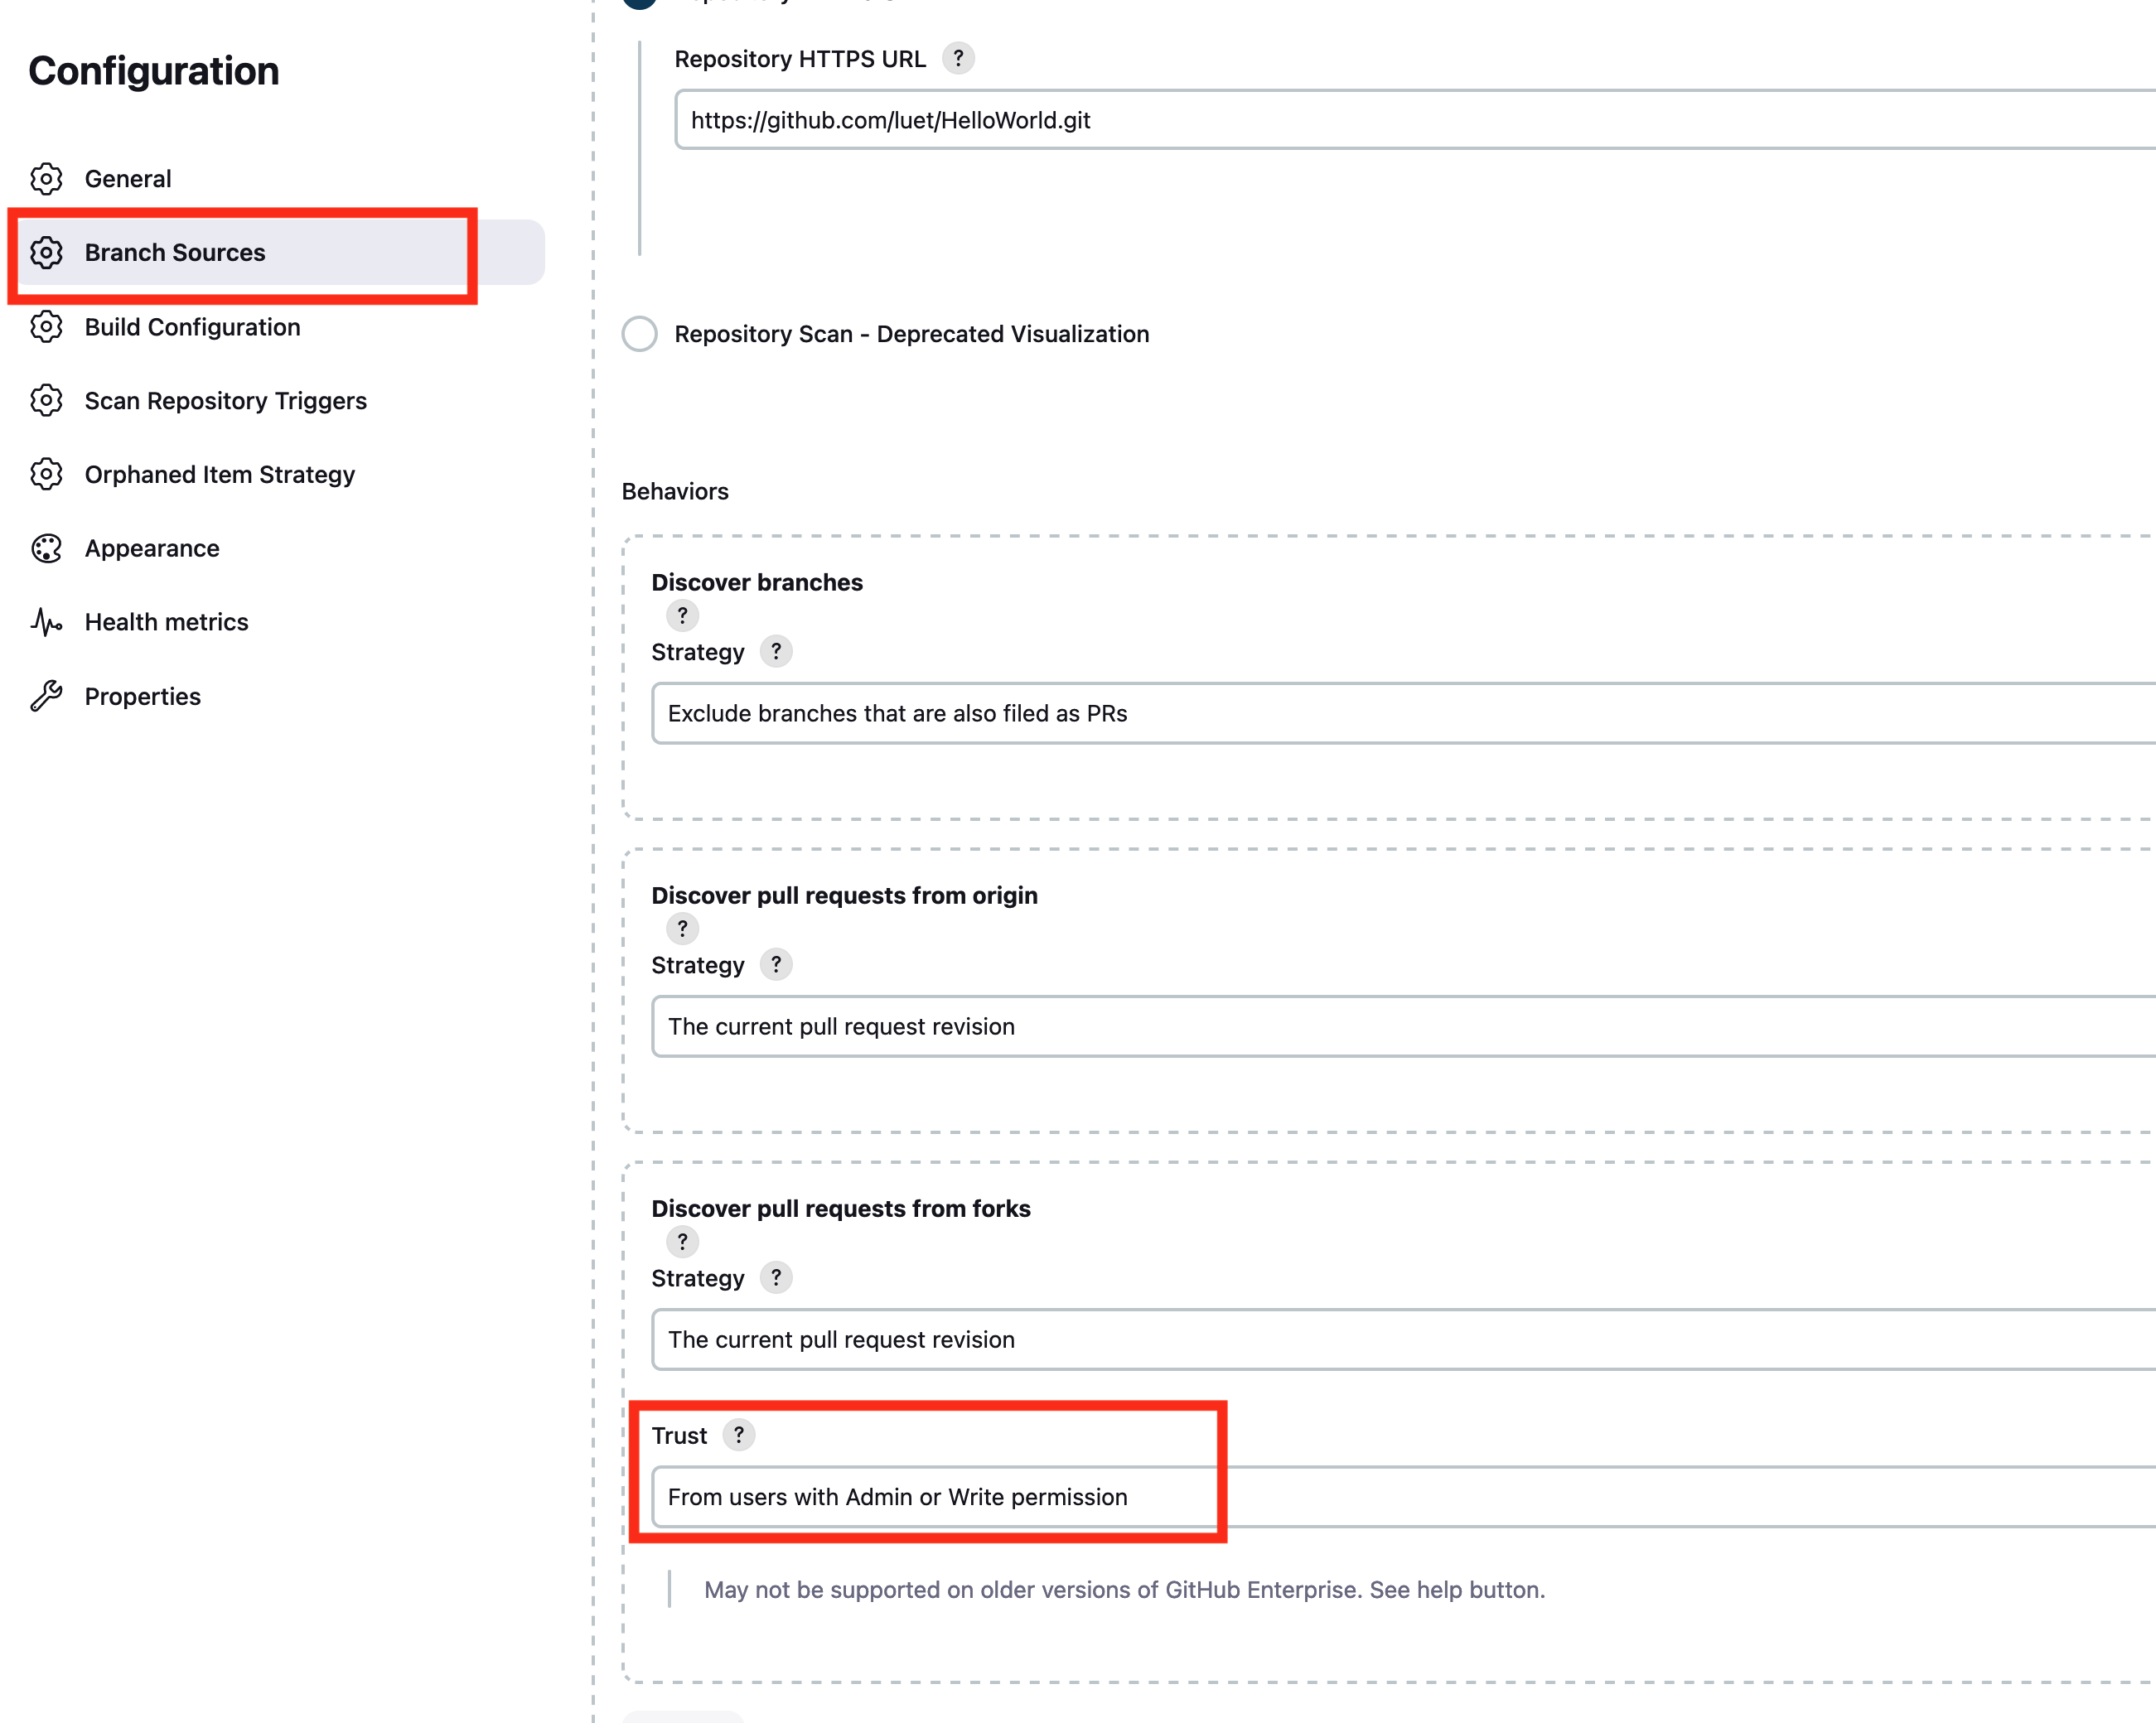 Configuration
General
Branch Sources
Build Configuration
Scan Repository Triggers
Orphaned Item Strategy
Appearance
Health metrics
Properties
Repository HTTPS URL ?
https://github.com/luet/HelloWorld.git
Repository Scan - Deprecated Visualization
Behaviors
Discover branches
?
Strategy ?
Exclude branches that are also filed as PRs
Discover pull requests from origin
?
Strategy ?
The current pull request revision
Discover pull requests from forks
?
Strategy ?
The current pull request revision
Trust ?
From users with Admin or Write permission
May not be supported on older versions of GitHub Enterprise. See help button.